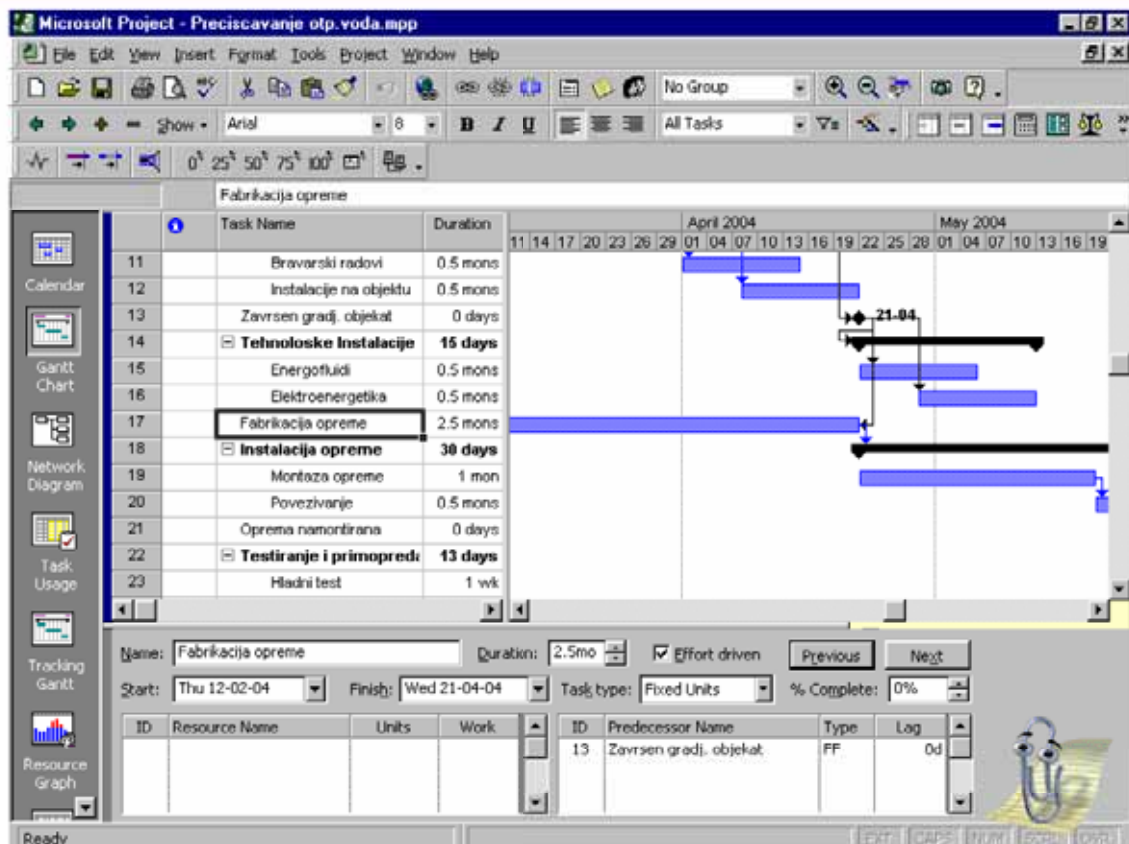 Microsoft Project - Preciscavanje otp.voda.mpp
File Edit View Insert Format Tools Project Window Help
No Group
Show Arial 8 B I U All Tasks
0% 25% 50% 75% 100%
Fabrikacija opreme
Task Name Duration April 2004 May 2004
11 14 17 20 23 26 29 01 04 07 10 13 16 19 22 25 28 01 04 07 10 13 16 19
11 Bravarski radovi 0.5 mons
12 Instalacije na objektu 0.5 mons
13 Zavrsen gradj. objekat 0 days 21-04
14 Tehnoloske Instalacije 15 days
15 Energofluidi 0.5 mons
16 Elektroenergetika 0.5 mons
17 Fabrikacija opreme 2.5 mons
18 Instalacija opreme 30 days
19 Montaza opreme 1 mon
20 Povezivanje 0.5 mons
21 Oprema namontirana 0 days
22 Testiranje i primopreda 13 days
23 Hladni test 1 wk
Calendar
Gantt
Chart
Network
Diagram
Task
Usage
Tracking
Gantt
Resource
Graph
Name: Fabrikacija opreme Duration: 2.5mo Effort driven Previous Next
Start: Thu 12-02-04 Finish: Wed 21-04-04 Task type: Fixed Units % Complete: 0%
ID Resource Name Units Work ID Predecessor Name Type Lag
13 Zavrsen gradj. objekat FF 0d
Ready EXT CAPS NUM SCRL OVR